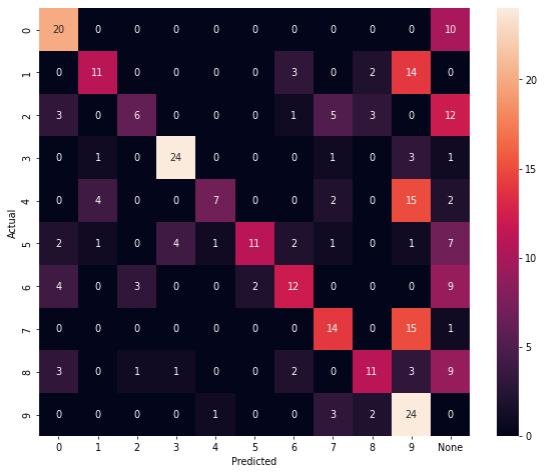 0 20 0 0 0 0 0 0 0 0 0 10
1 0 11 0 0 0 0 3 0 2 14 0
2 3 0 6 0 0 0 1 5 3 0 12
3 0 1 0 24 0 0 0 1 0 3 1
4 0 4 0 0 7 0 0 2 0 15 2
5 2 1 0 4 1 11 2 1 0 1 7
6 4 0 3 0 0 2 12 0 0 0 9
7 0 0 0 0 0 0 0 14 0 15 1
8 3 0 1 1 0 0 2 0 11 3 9
9 0 0 0 0 1 0 0 3 2 24 0
0 1 2 3 4 5 6 7 8 9 None
Predicted
Actual
20
15
10
5
0